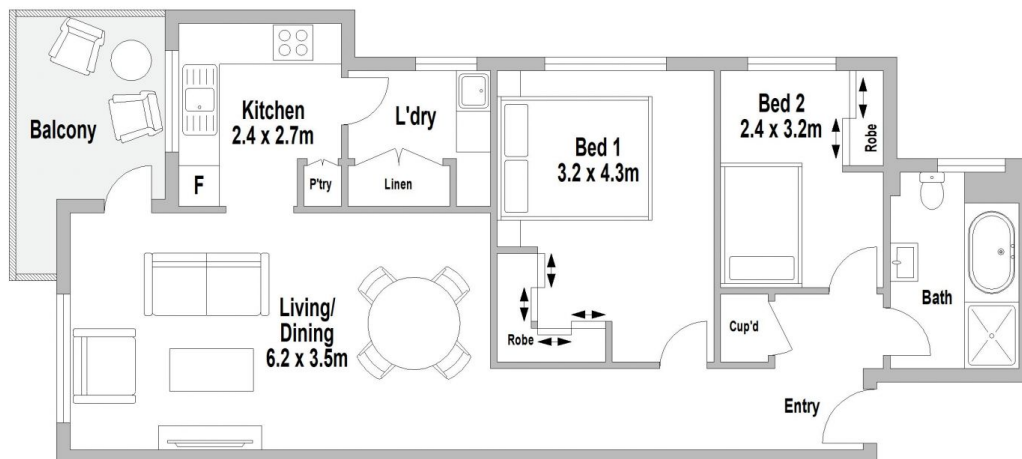 Balcony
Kitchen
2.4 x 2.7m
F
P'try
L'dry
Linen
Bed 1
3.2 x 4.3m
Robe
Bed 2
2.4 x 3.2m
Robe
Bath
Cup'd
Entry
Living/
Dining
6.2 x 3.5m